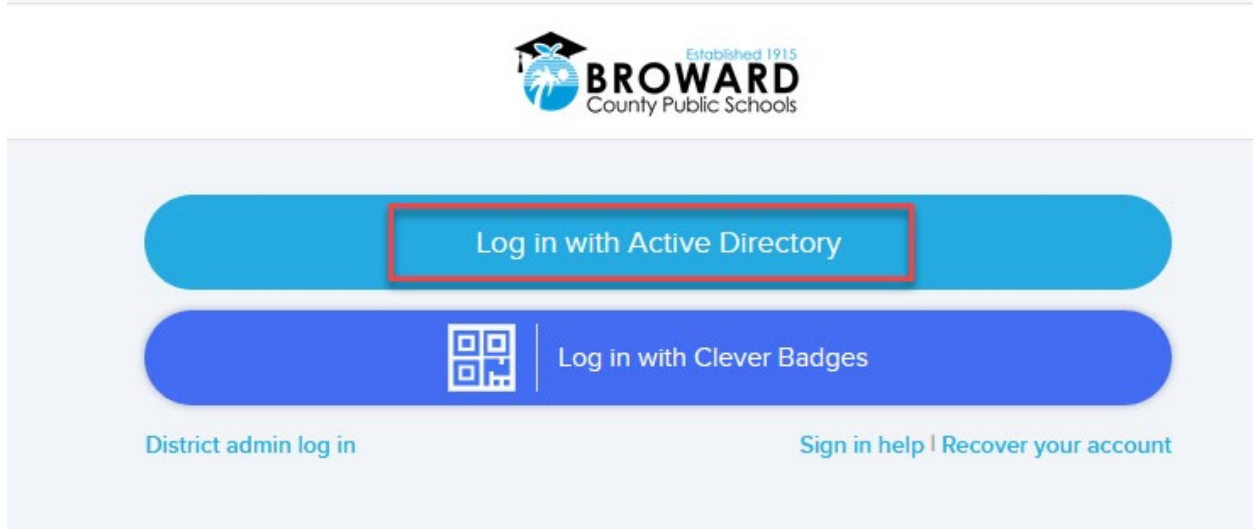 Established 1915
BROWARD
County Public Schools
Log in with Active Directory
Log in with Clever Badges
District admin log in
Sign in help | Recover your account